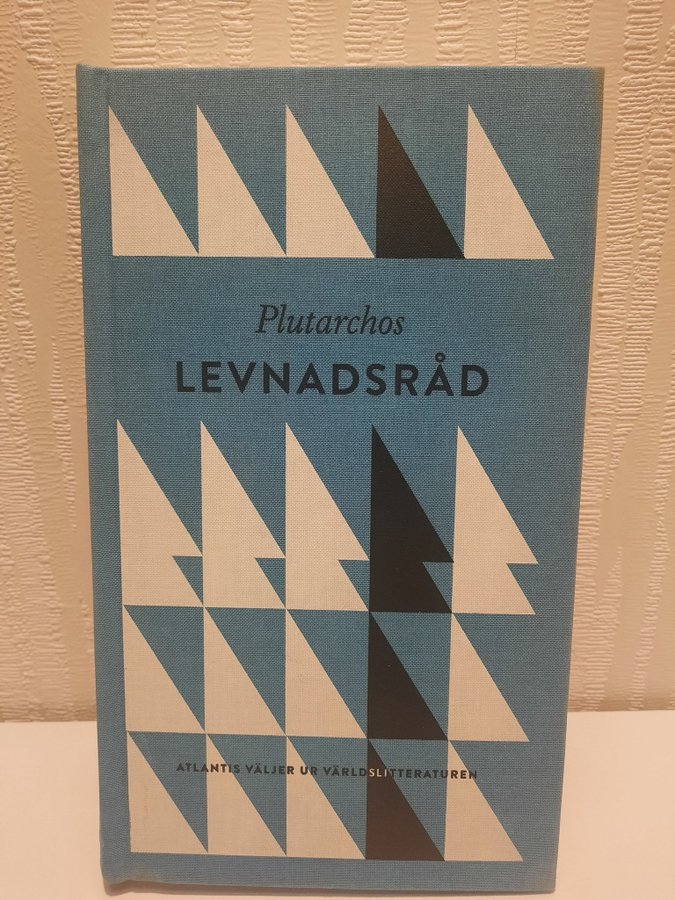 Plutarchos
LEVNADSRÅD
ATLANTIS VÄLJER UR VÄRLDSLITTERATUREN